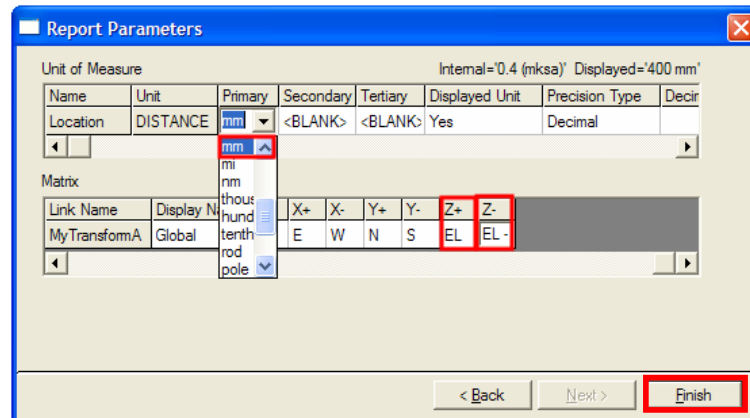 Report Parameters
Unit of Measure Internal='0.4 (mksa)' Displayed='400 mm'
Name Unit Primary Secondary Tertiary Displayed Unit Precision Type Decir
Location DISTANCE mm <BLANK> <BLANK> Yes Decimal
mm
mi
nm
thous
hund
tenth
rod
pole
Matrix
Link Name Display N X+ X- Y+ Y- Z+ Z-
MyTransformA Global E W N S EL EL -
< Back Next > Finish